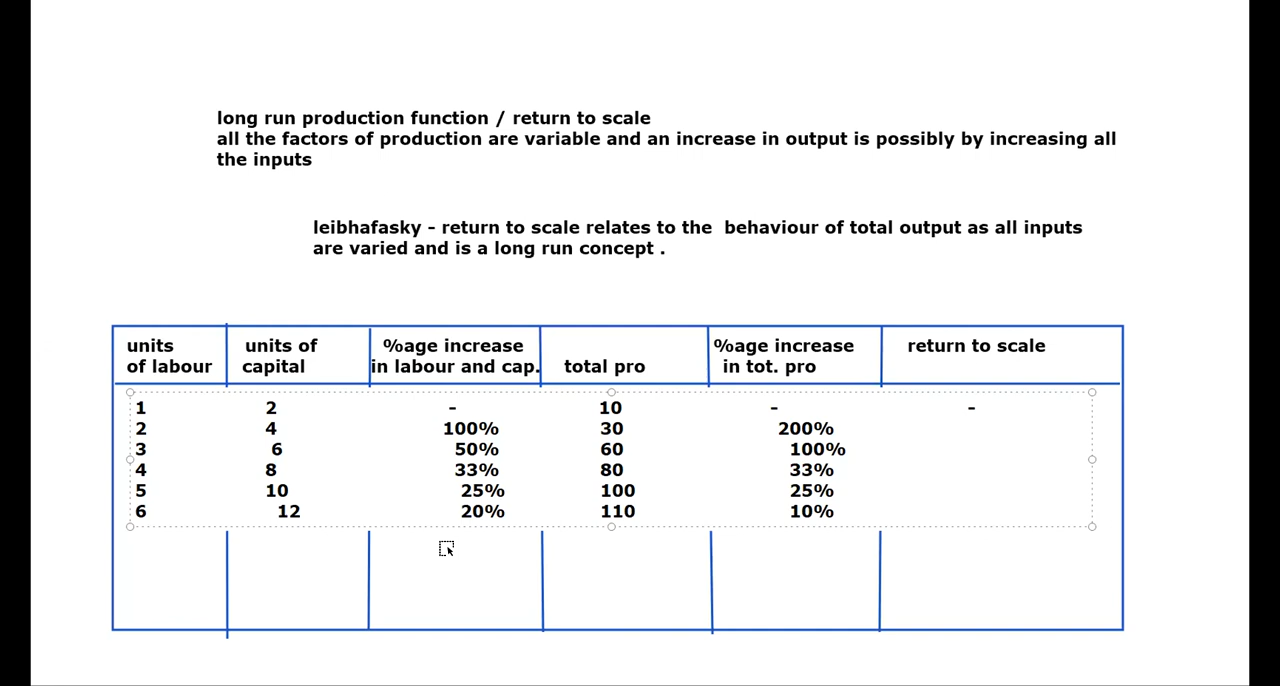 long run production function / return to scale
all the factors of production are variable and an increase in output is possibly by increasing all
the inputs
leibhafasky - return to scale relates to the  behaviour of total output as all inputs
are varied and is a long run concept .
units of labour | units of capital | %age increase in labour and cap. | total pro | %age increase in tot. pro | return to scale
1 2 - 10 - -
2 4 100% 30 200%
3 6 50% 60 100%
4 8 33% 80 33%
5 10 25% 100 25%
6 12 20% 110 10%